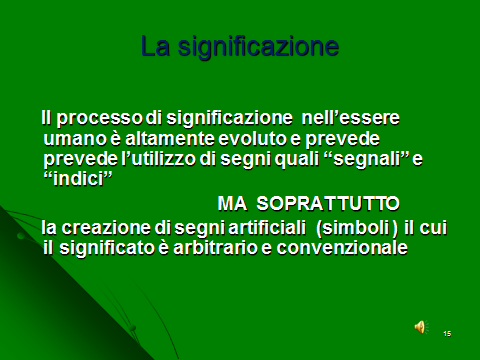 La significazione
Il processo di significazione nell’essere
umano è altamente evoluto e prevede
prevede l’utilizzo di segni quali “segnali” e
“indici”
MA SOPRATTUTTO
la creazione di segni artificiali (simboli ) il cui
il significato è arbitrario e convenzionale
15